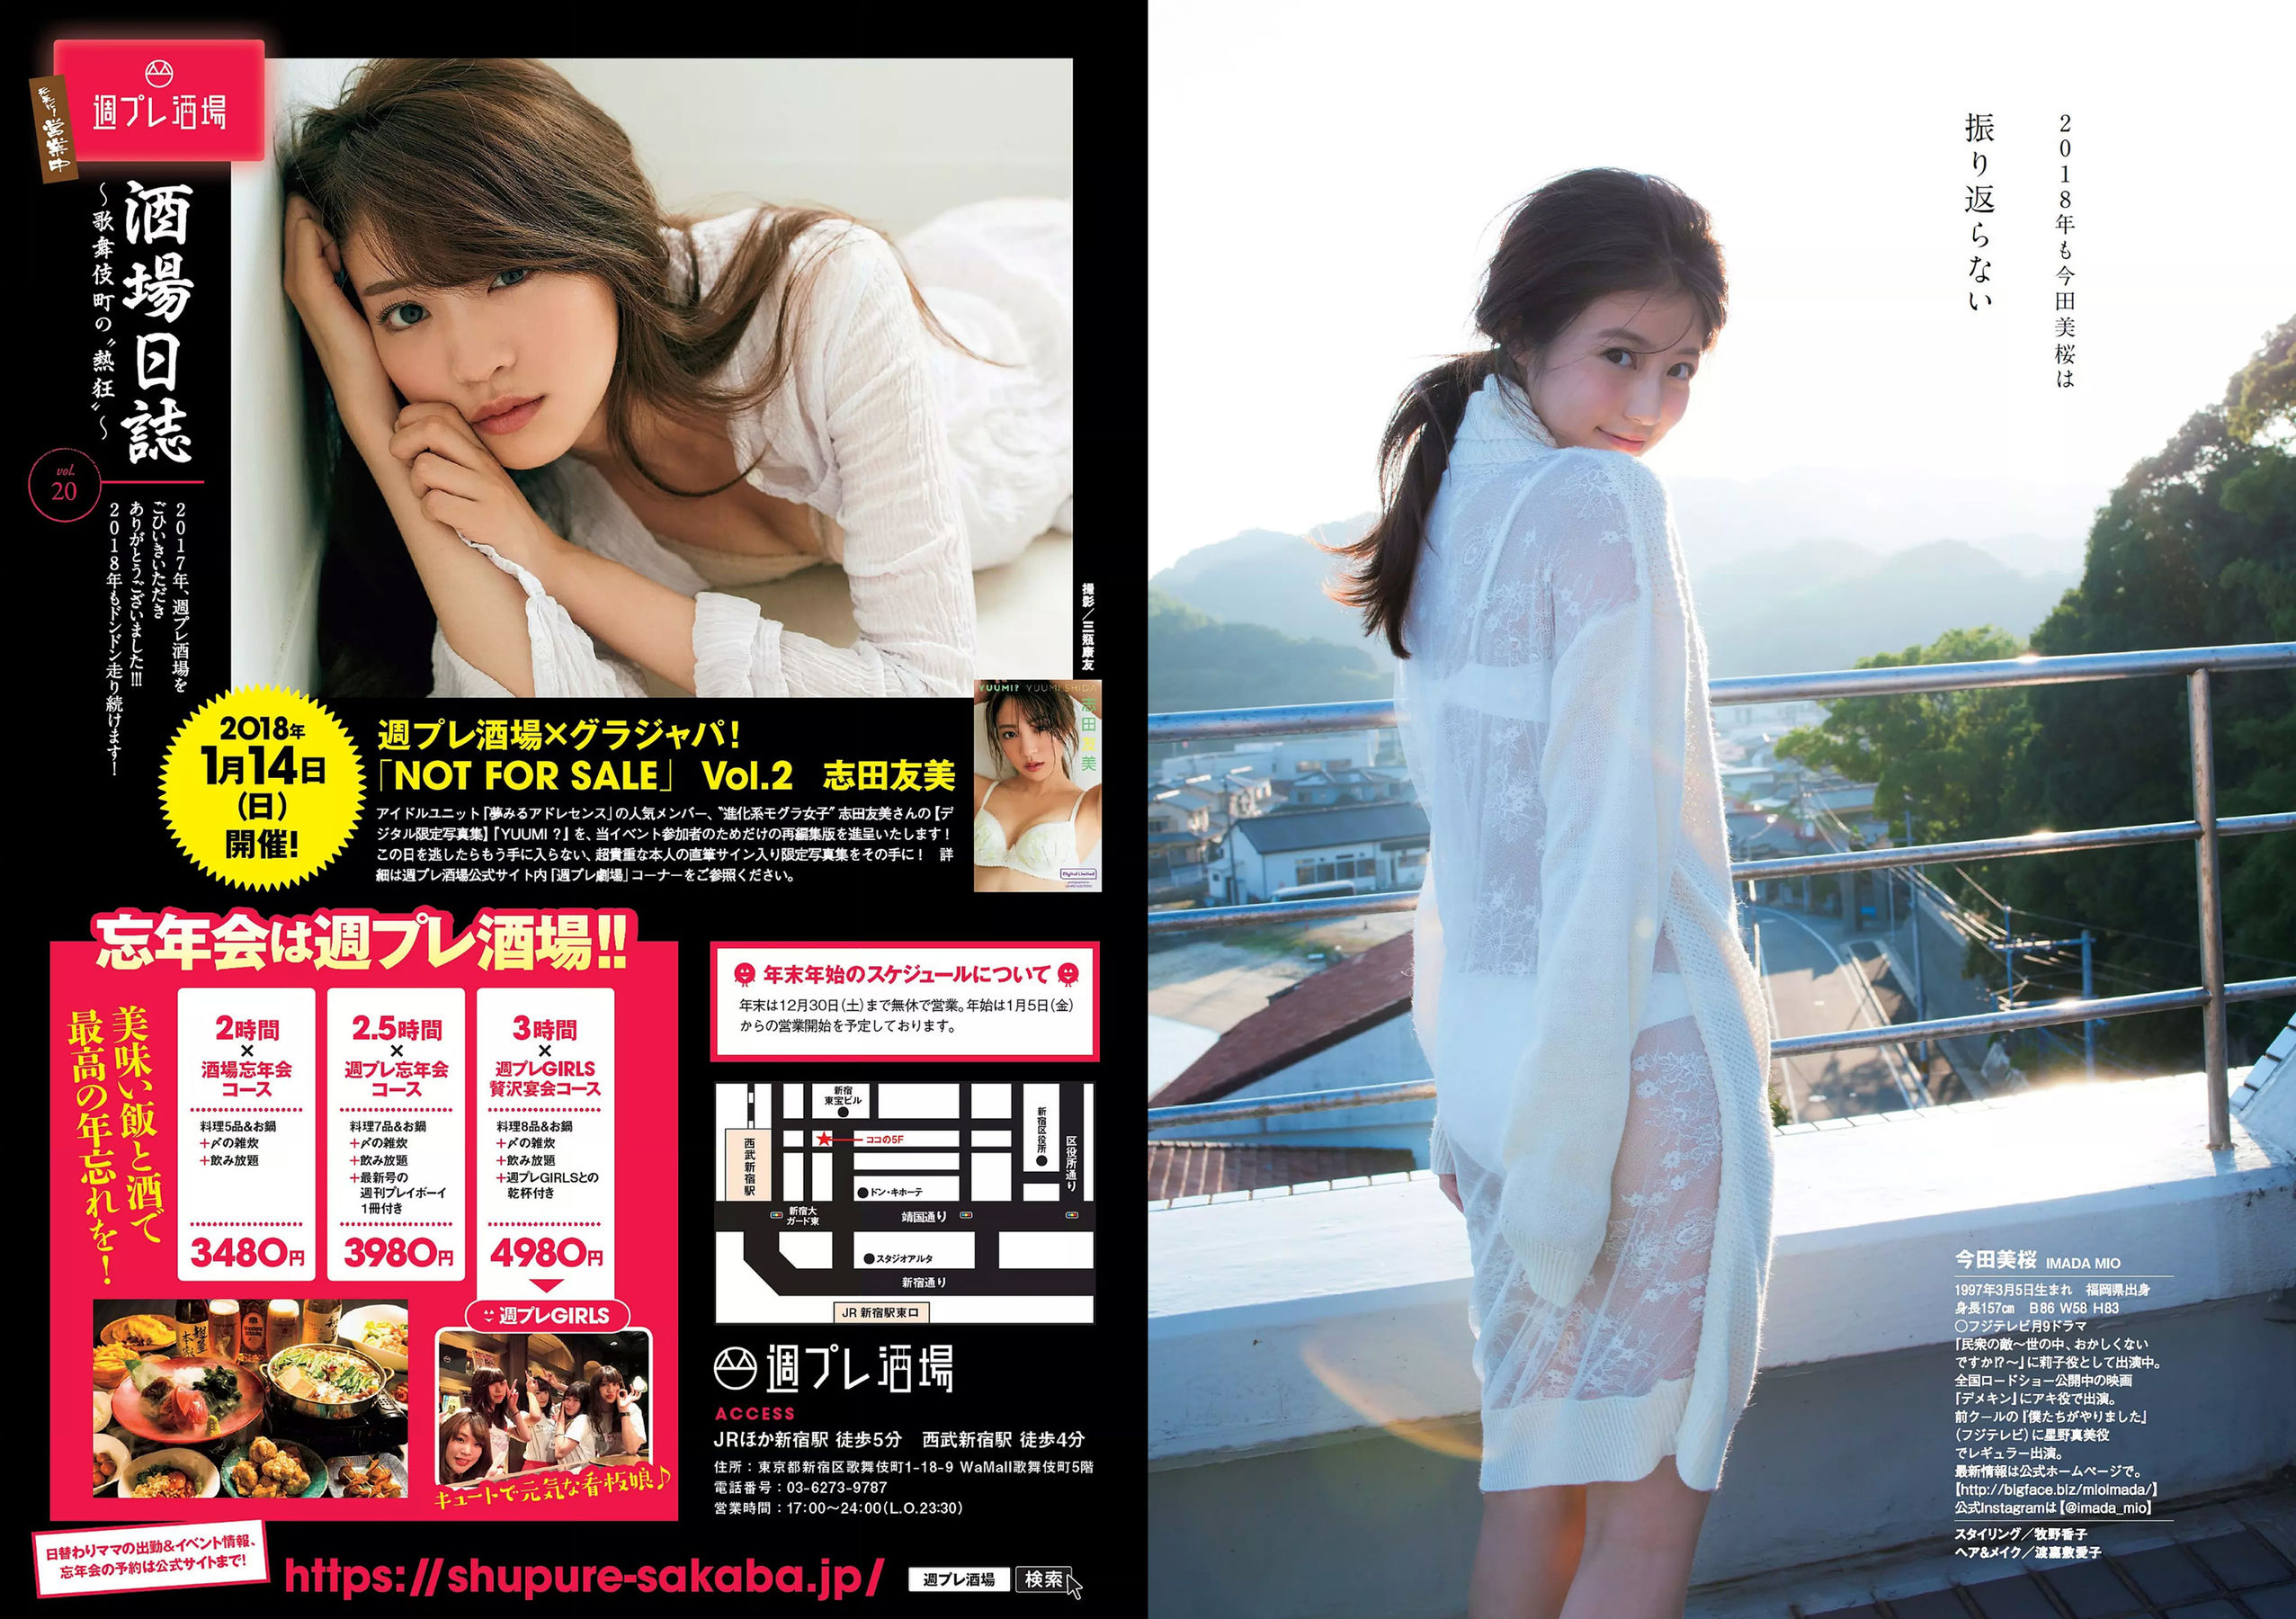 週プレ酒場
営業中
酒場日誌
〜歌舞伎町の〝熱狂〟〜
vol.
20
2017年、週プレ酒場を
ごひいきいただき
ありがとうございました!!!
2018年もドンドン走り続けます!
撮影／三瓶康友
2018年
1月14日
(日)
開催!
週プレ酒場×グラジャパ!
「NOT FOR SALE」 Vol.2 志田友美
アイドルユニット「夢みるアドレセンス」の人気メンバー、〝進化系モグラ女子〟志田友美さんの【デ
ジタル限定写真集】『YUUMI ?』を、当イベント参加者のためだけの再編集版を進呈いたします!
この日を逃したらもう手に入らない、超貴重な本人の直筆サイン入り限定写真集をその手に! 詳
細は週プレ酒場公式サイト内「週プレ劇場」コーナーをご参照ください。
YUUMI? YUUMI SHIDA
志田友美
Digital Limited
忘年会は週プレ酒場!!
美味い飯と酒で
最高の年忘れを!
2時間
×
酒場忘年会
コース
料理5品&お鍋
+〆の雑炊
+飲み放題
3480円
2.5時間
×
週プレ忘年会
コース
料理7品&お鍋
+〆の雑炊
+飲み放題
+最新号の
週刊プレイボーイ
1冊付き
3980円
3時間
×
週プレGIRLS
贅沢宴会コース
料理8品&お鍋
+〆の雑炊
+飲み放題
+週プレGIRLSとの
乾杯付き
4980円
週プレGIRLS
キュートで元気な看板娘♪
年末年始のスケジュールについて
年末は12月30日(土)まで無休で営業。年始は1月5日(金)
からの営業開始を予定しております。
新宿
東宝ビル
西武新宿駅
ココの5F
新宿区役所
区役所通り
ドン・キホーテ
新宿大
ガード東
靖国通り
スタジオアルタ
新宿通り
JR 新宿駅東口
週プレ酒場
ACCESS
JRほか新宿駅 徒歩5分 西武新宿駅 徒歩4分
住所：東京都新宿区歌舞伎町1-18-9 WaMall歌舞伎町5階
電話番号：03-6273-9787
営業時間：17:00〜24:00(L.O.23:30)
日替わりママの出勤&イベント情報、
忘年会の予約は公式サイトまで!
https://shupure-sakaba.jp/
週プレ酒場 検索
2018年も今田美桜は
振り返らない
今田美桜 IMADA MIO
1997年3月5日生まれ 福岡県出身
身長157㎝ B86 W58 H83
○フジテレビ月9ドラマ
『民衆の敵〜世の中、おかしくない
ですか!?〜』に莉子役として出演中。
全国ロードショー公開中の映画
『デメキン』にアキ役で出演。
前クールの『僕たちがやりました』
(フジテレビ)に星野真美役
でレギュラー出演。
最新情報は公式ホームページで。
【http://bigface.biz/mioimada/】
公式Instagramは【@imada_mio】
スタイリング／牧野香子
ヘア&メイク／渡嘉敷愛子